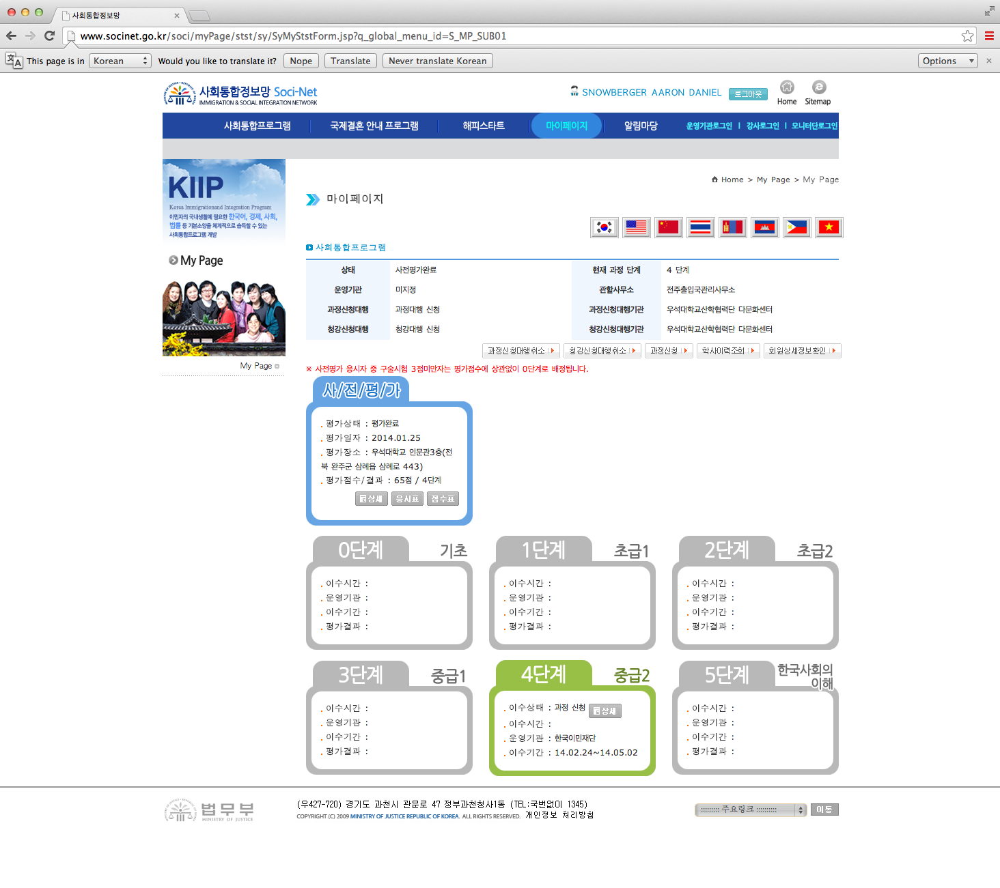 사회통합정보망
www.socinet.go.kr/soci/myPage/stst/sy/SyMyStstForm.jsp?q_global_menu_id=S_MP_SUB01
This page is in Korean Would you like to translate it? Nope Translate Never translate Korean Options
사회통합정보망 Soci-Net
IMMIGRATION & SOCIAL INTEGRATION NETWORK
SNOWBERGER AARON DANIEL 로그아웃 Home Sitemap
사회통합프로그램 국제결혼 안내 프로그램 해피스타트 마이페이지 알림마당 운영기관로그인 | 강사로그인 | 모니터단로그인
KIIP
Korea Immigrationand Integration Program
이민자의 국내생활에 필요한 한국어, 경제, 사회,
법률 등 기본소양을 체계적으로 습득할 수 있는
사회통합프로그램 개발
My Page
My Page
Home > My Page > My Page
마이페이지
사회통합프로그램
상태 사전평가완료 현재 과정 단계 4 단계
운영기관 미지정 관할사무소 전주출입국관리사무소
과정신청대행 과정대행 신청 과정신청대행기관 우석대학교산학협력단 다문화센터
청강신청대행 청강대행 신청 청강신청대행기관 우석대학교산학협력단 다문화센터
과정신청대행취소 청강신청대행취소 과정신청 학사이력조회 회원상세정보확인
※ 사전평가 응시자 중 구술시험 3점미만자는 평가점수에 상관없이 0단계로 배정됩니다.
사/전/평/가
평가상태 : 평가완료
평가일자 : 2014.01.25
평가장소 : 우석대학교 인문관3층(전
북 완주군 삼례읍 삼례로 443)
평가점수/결과 : 65점 / 4단계
상세 응시표 점수표
0단계 기초
이수시간 :
운영기관 :
이수기간 :
평가결과 :
1단계 초급1
이수시간 :
운영기관 :
이수기간 :
평가결과 :
2단계 초급2
이수시간 :
운영기관 :
이수기간 :
평가결과 :
3단계 중급1
이수시간 :
운영기관 :
이수기간 :
평가결과 :
4단계 중급2
이수상태 : 과정 신청 상세
이수시간 :
운영기관 : 한국이민재단
이수기간 : 14.02.24~14.05.02
5단계 한국사회의
이해
이수시간 :
운영기관 :
이수기간 :
평가결과 :
법무부
MINISTRY OF JUSTICE
(우427-720) 경기도 과천시 관문로 47 정부과천청사1동 (TEL:국번없이 1345)
COPYRIGHT (C) 2009 MINISTRY OF JUSTICE REPUBLIC OF KOREA. ALL RIGHTS RESERVED. 개인정보 처리방침
::::::::: 주요링크 :::::::::: 이동